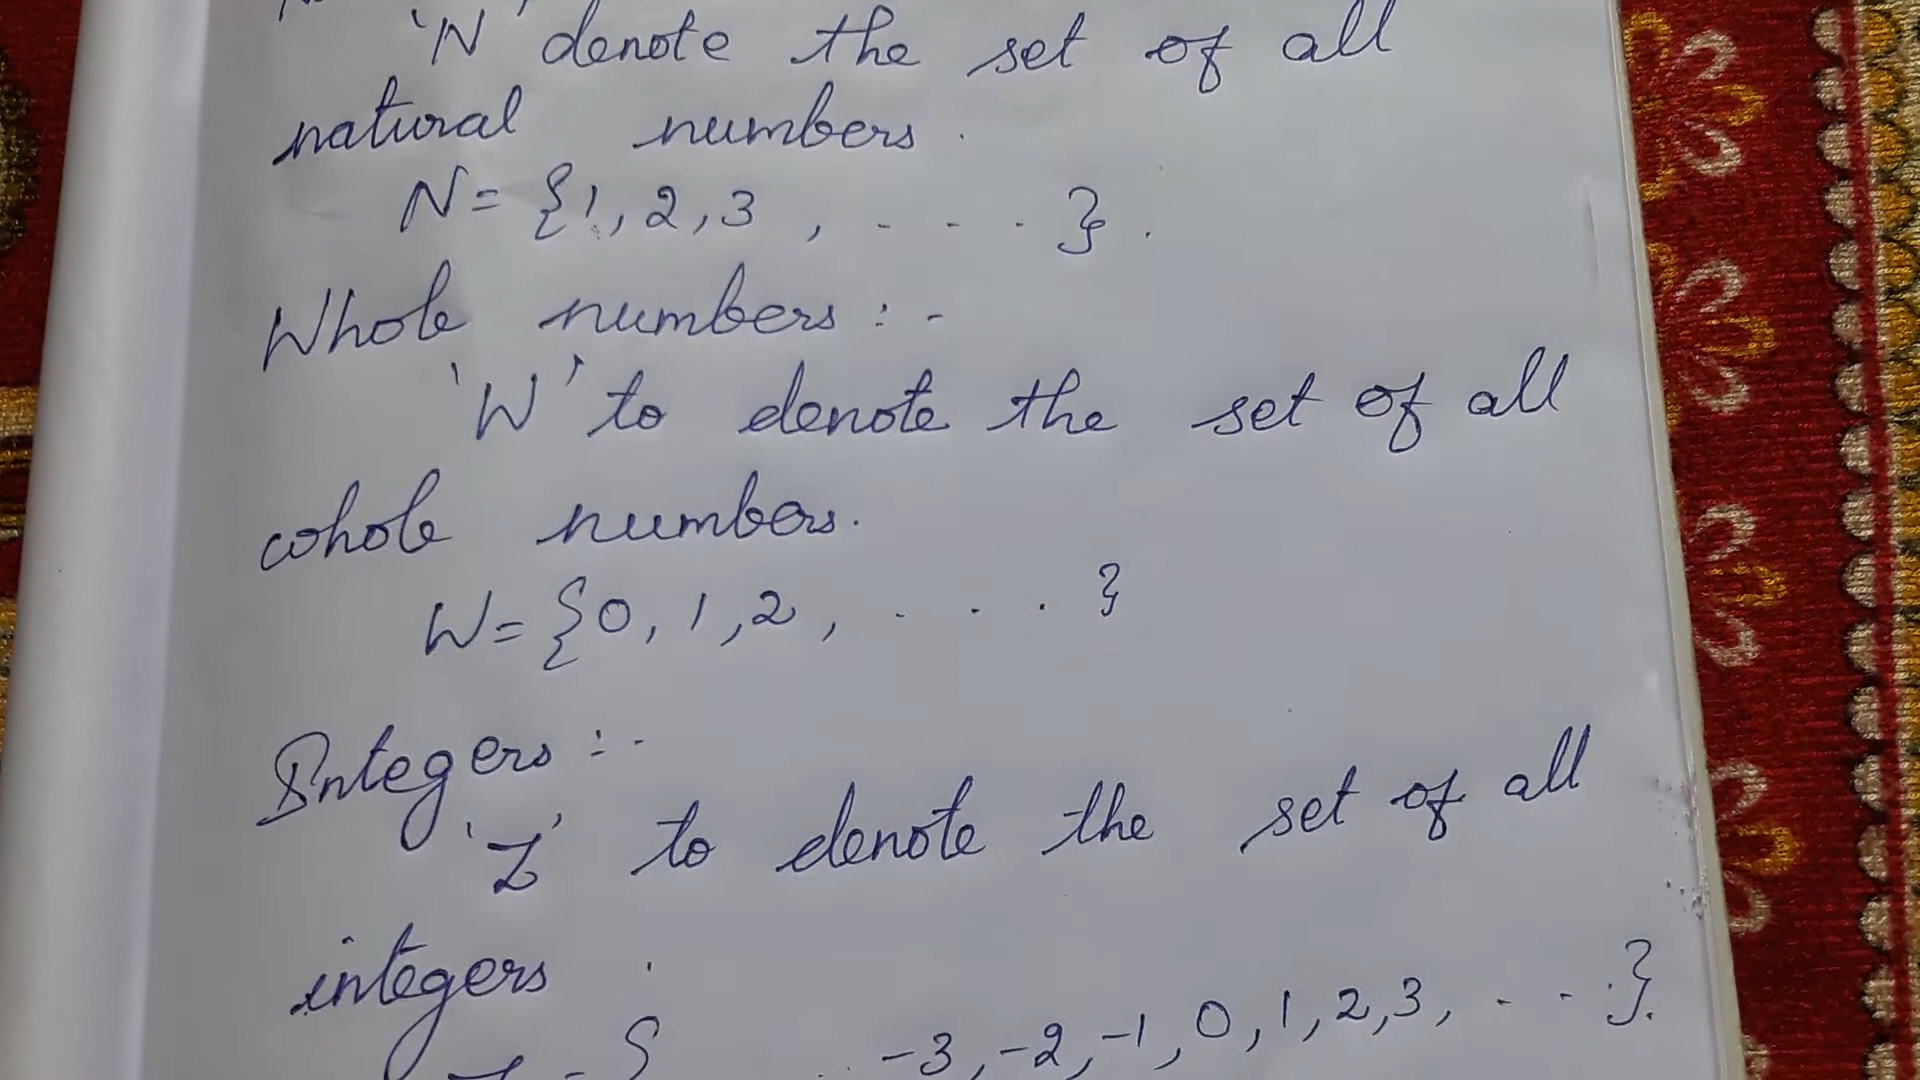 'N' denote the set of all
natural numbers.
N = {1, 2, 3, - - - . }.
Whole numbers : -
'W' to denote the set of all
whole numbers.
W = {0, 1, 2, . . . }
Integers : -
'Z' to denote the set of all
integers .
Z = { . . -3, -2, -1, 0, 1, 2, 3, - - . }.